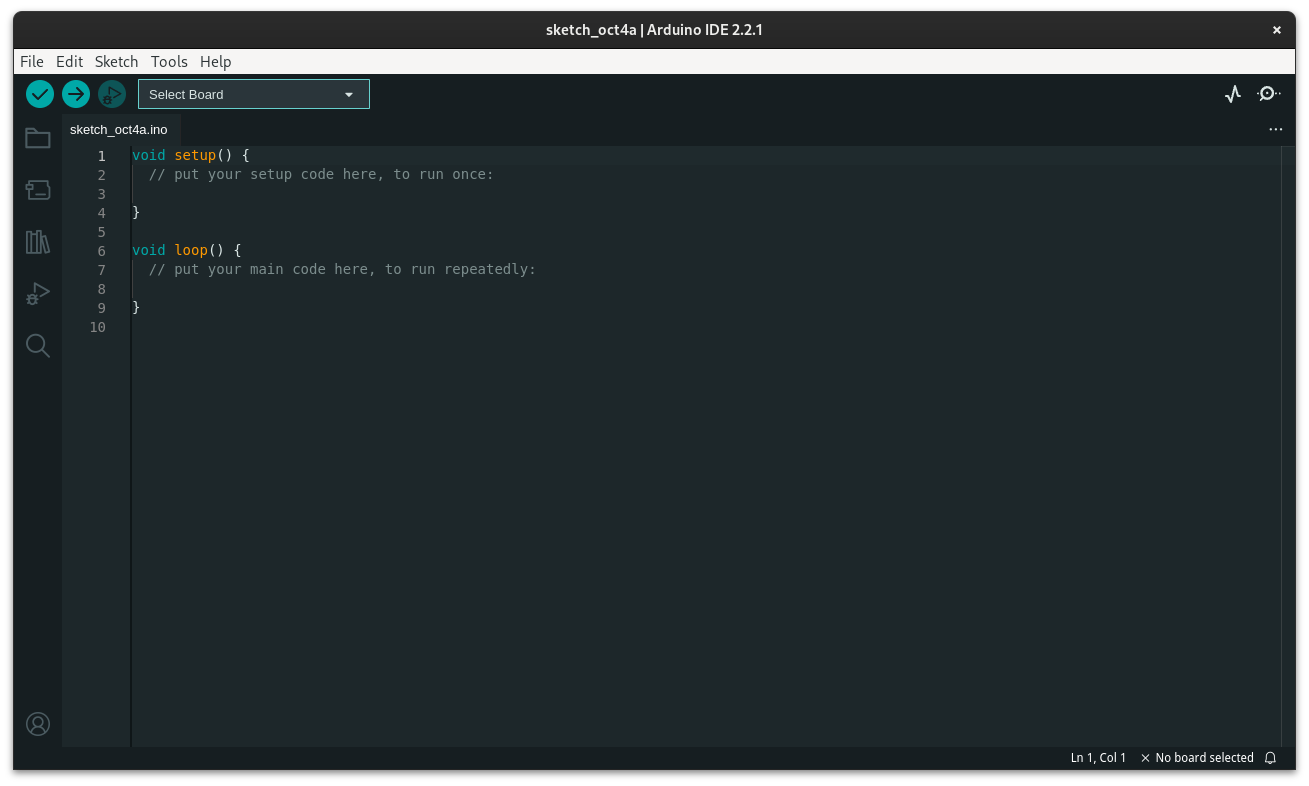 sketch_oct4a | Arduino IDE 2.2.1
File Edit Sketch Tools Help
Select Board
sketch_oct4a.ino
1 void setup() {
2   // put your setup code here, to run once:
3
4 }
5
6 void loop() {
7   // put your main code here, to run repeatedly:
8
9 }
10
Ln 1, Col 1 No board selected